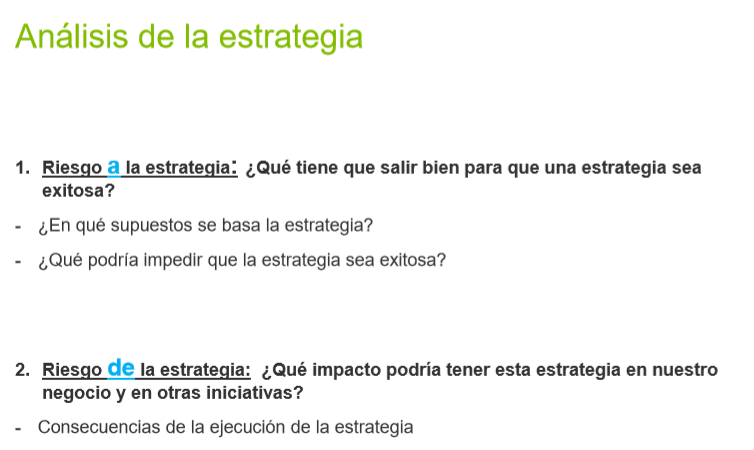 Análisis de la estrategia
1. Riesgo a la estrategia: ¿Qué tiene que salir bien para que una estrategia sea
exitosa?
- ¿En qué supuestos se basa la estrategia?
- ¿Qué podría impedir que la estrategia sea exitosa?
2. Riesgo de la estrategia: ¿Qué impacto podría tener esta estrategia en nuestro
negocio y en otras iniciativas?
- Consecuencias de la ejecución de la estrategia